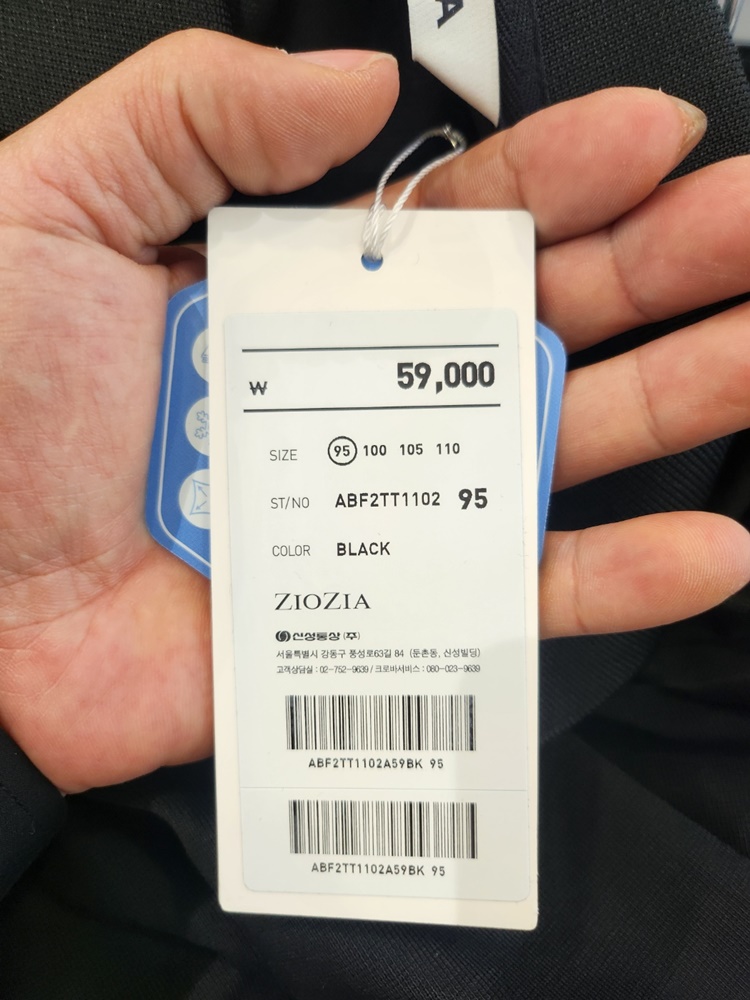 A
₩ 59,000
SIZE 95 100 105 110
ST/NO ABF2TT1102 95
COLOR BLACK
ZIOZIA
신성통상 (주)
서울특별시 강동구 풍성로63길 84 (둔촌동, 신성빌딩)
고객상담실 : 02-752-9639 / 크로바서비스 : 080-023-9639
ABF2TT1102A59BK 95
ABF2TT1102A59BK 95